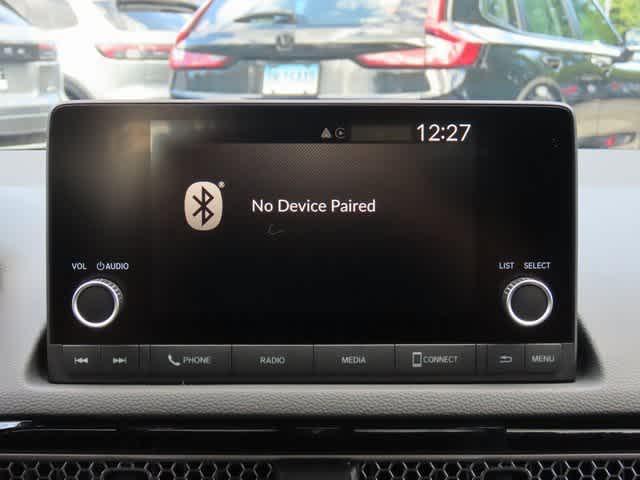 12:27
No Device Paired
VOL AUDIO
LIST SELECT
PHONE RADIO MEDIA CONNECT MENU